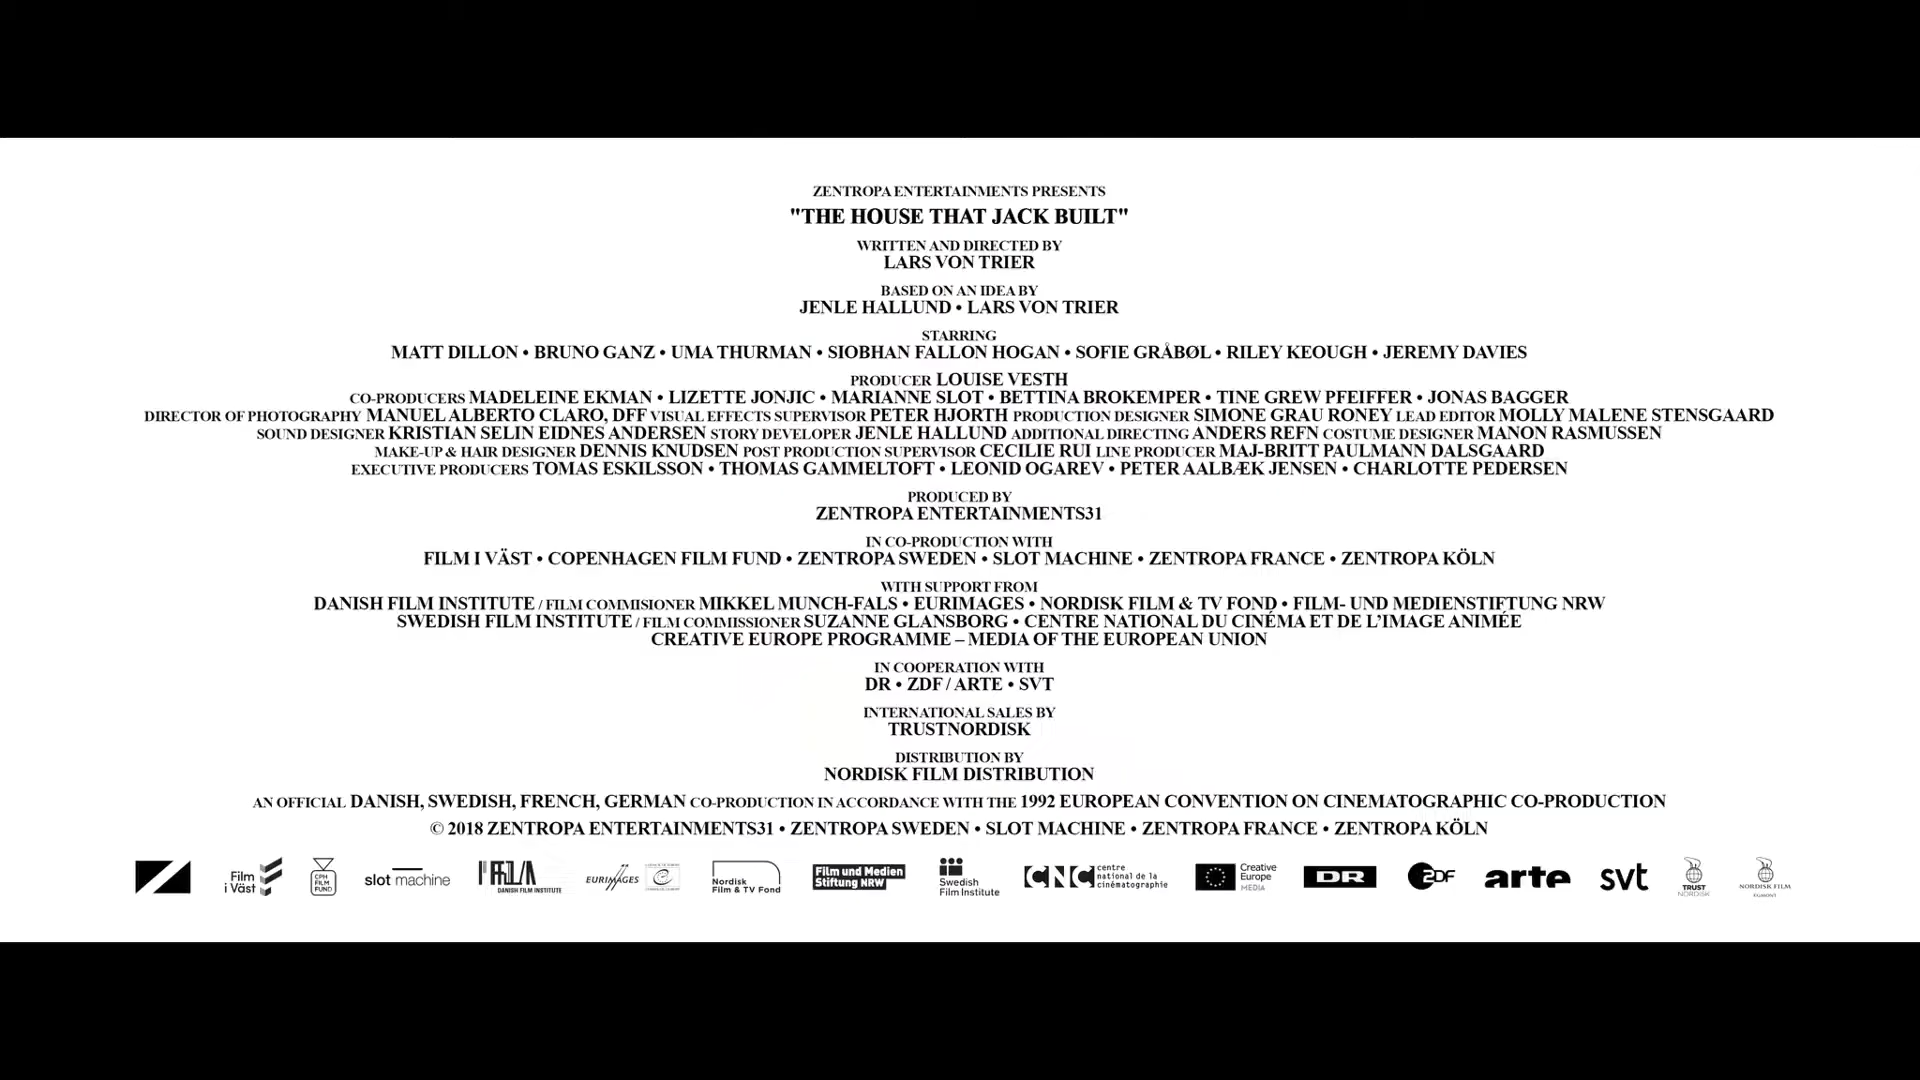 ZENTROPA ENTERTAINMENTS PRESENTS
"THE HOUSE THAT JACK BUILT"
WRITTEN AND DIRECTED BY
LARS VON TRIER
BASED ON AN IDEA BY
JENLE HALLUND • LARS VON TRIER
STARRING
MATT DILLON • BRUNO GANZ • UMA THURMAN • SIOBHAN FALLON HOGAN • SOFIE GRÅBØL • RILEY KEOUGH • JEREMY DAVIES
PRODUCER LOUISE VESTH
CO-PRODUCERS MADELEINE EKMAN • LIZETTE JONJIC • MARIANNE SLOT • BETTINA BROKEMPER • TINE GREW PFEIFFER • JONAS BAGGER
DIRECTOR OF PHOTOGRAPHY MANUEL ALBERTO CLARO, DFF VISUAL EFFECTS SUPERVISOR PETER HJORTH PRODUCTION DESIGNER SIMONE GRAU RONEY LEAD EDITOR MOLLY MALENE STENSGAARD
SOUND DESIGNER KRISTIAN SELIN EIDNES ANDERSEN STORY DEVELOPER JENLE HALLUND ADDITIONAL DIRECTING ANDERS REFN COSTUME DESIGNER MANON RASMUSSEN
MAKE-UP & HAIR DESIGNER DENNIS KNUDSEN POST PRODUCTION SUPERVISOR CECILIE RUI LINE PRODUCER MAJ-BRITT PAULMANN DALSGAARD
EXECUTIVE PRODUCERS TOMAS ESKILSSON • THOMAS GAMMELTOFT • LEONID OGAREV • PETER AALBÆK JENSEN • CHARLOTTE PEDERSEN
PRODUCED BY
ZENTROPA ENTERTAINMENTS31
IN CO-PRODUCTION WITH
FILM I VÄST • COPENHAGEN FILM FUND • ZENTROPA SWEDEN • SLOT MACHINE • ZENTROPA FRANCE • ZENTROPA KÖLN
WITH SUPPORT FROM
DANISH FILM INSTITUTE / FILM COMMISIONER MIKKEL MUNCH-FALS • EURIMAGES • NORDISK FILM & TV FOND • FILM- UND MEDIENSTIFTUNG NRW
SWEDISH FILM INSTITUTE / FILM COMMISSIONER SUZANNE GLANSBORG • CENTRE NATIONAL DU CINÉMA ET DE L'IMAGE ANIMÉE
CREATIVE EUROPE PROGRAMME – MEDIA OF THE EUROPEAN UNION
IN COOPERATION WITH
DR • ZDF / ARTE • SVT
INTERNATIONAL SALES BY
TRUSTNORDISK
DISTRIBUTION BY
NORDISK FILM DISTRIBUTION
AN OFFICIAL DANISH, SWEDISH, FRENCH, GERMAN CO-PRODUCTION IN ACCORDANCE WITH THE 1992 EUROPEAN CONVENTION ON CINEMATOGRAPHIC CO-PRODUCTION
© 2018 ZENTROPA ENTERTAINMENTS31 • ZENTROPA SWEDEN • SLOT MACHINE • ZENTROPA FRANCE • ZENTROPA KÖLN
Film
i Väst
CPH
FILM
FUND
slot machine
DANISH FILM INSTITUTE
EURIMAGES
Nordisk
Film & TV Fond
Film und Medien
Stiftung NRW
Swedish
Film Institute
CNC
centre
national de la
cinématographie
Creative
Europe
MEDIA
DR
ZDF
arte
svt
TRUST
NORDISK
NORDISK FILM
EGMONT